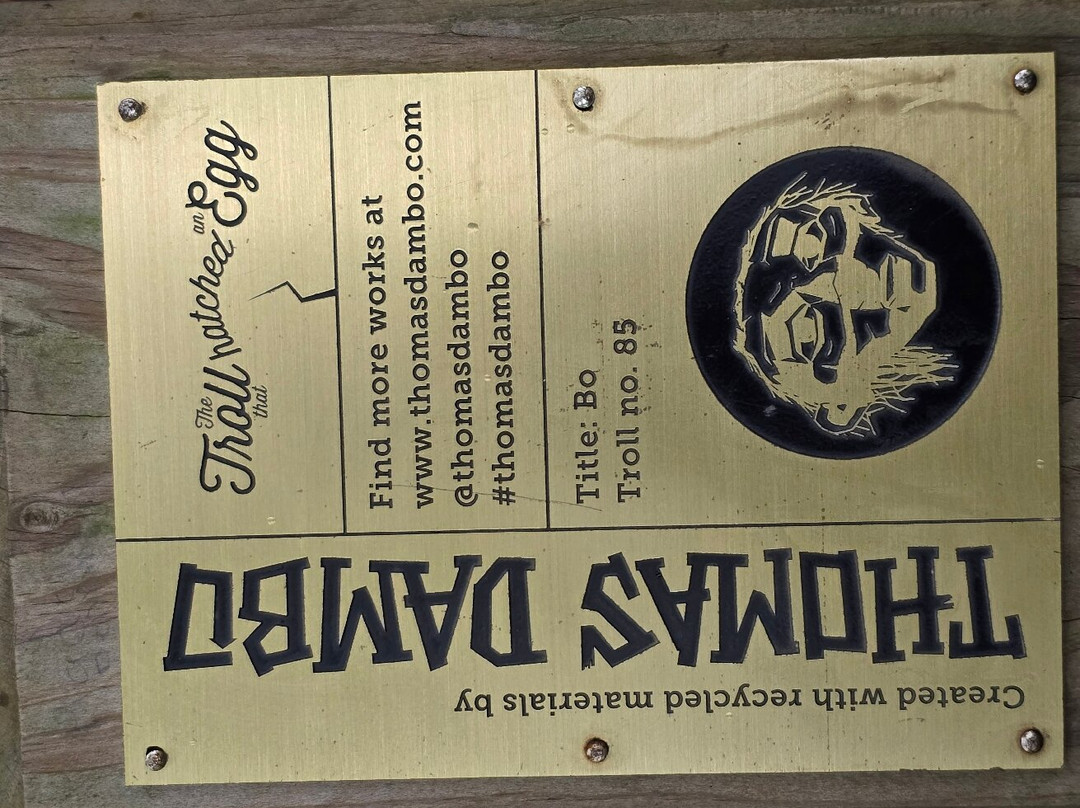 The
Troll hatched an Egg
that
Find more works at
www.thomasdambo.com
@thomasdambo
#thomasdambo
Title: Bo
Troll no. 85
Created with recycled materials by
THOMAS DAMBO